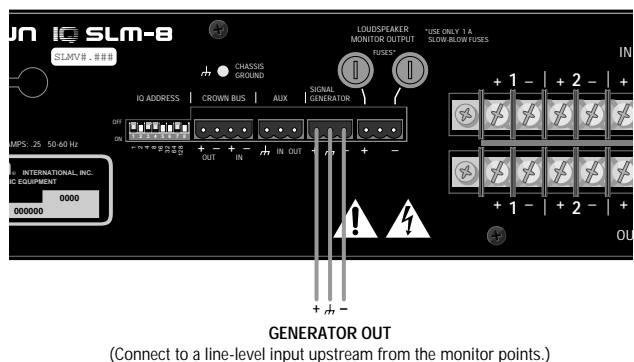 IQ SLM-8
SLMV#.###
LOUDSPEAKER
MONITOR OUTPUT
*USE ONLY 1 A
SLOW-BLOW FUSES
FUSES*
IN
CHASSIS
GROUND
IQ ADDRESS
CROWN BUS
AUX
SIGNAL
GENERATOR
+ 1 – + 2 – +
OFF
ON
1 2 4 8 16 32 64 128
+ – + –
OUT IN
IN OUT
+ –
+ –
AMPS: .25 50-60 Hz
INTERNATIONAL, INC.
IC EQUIPMENT
0000
000000
+ 1 – + 2 – +
OU
+ –
GENERATOR OUT
(Connect to a line-level input upstream from the monitor points.)